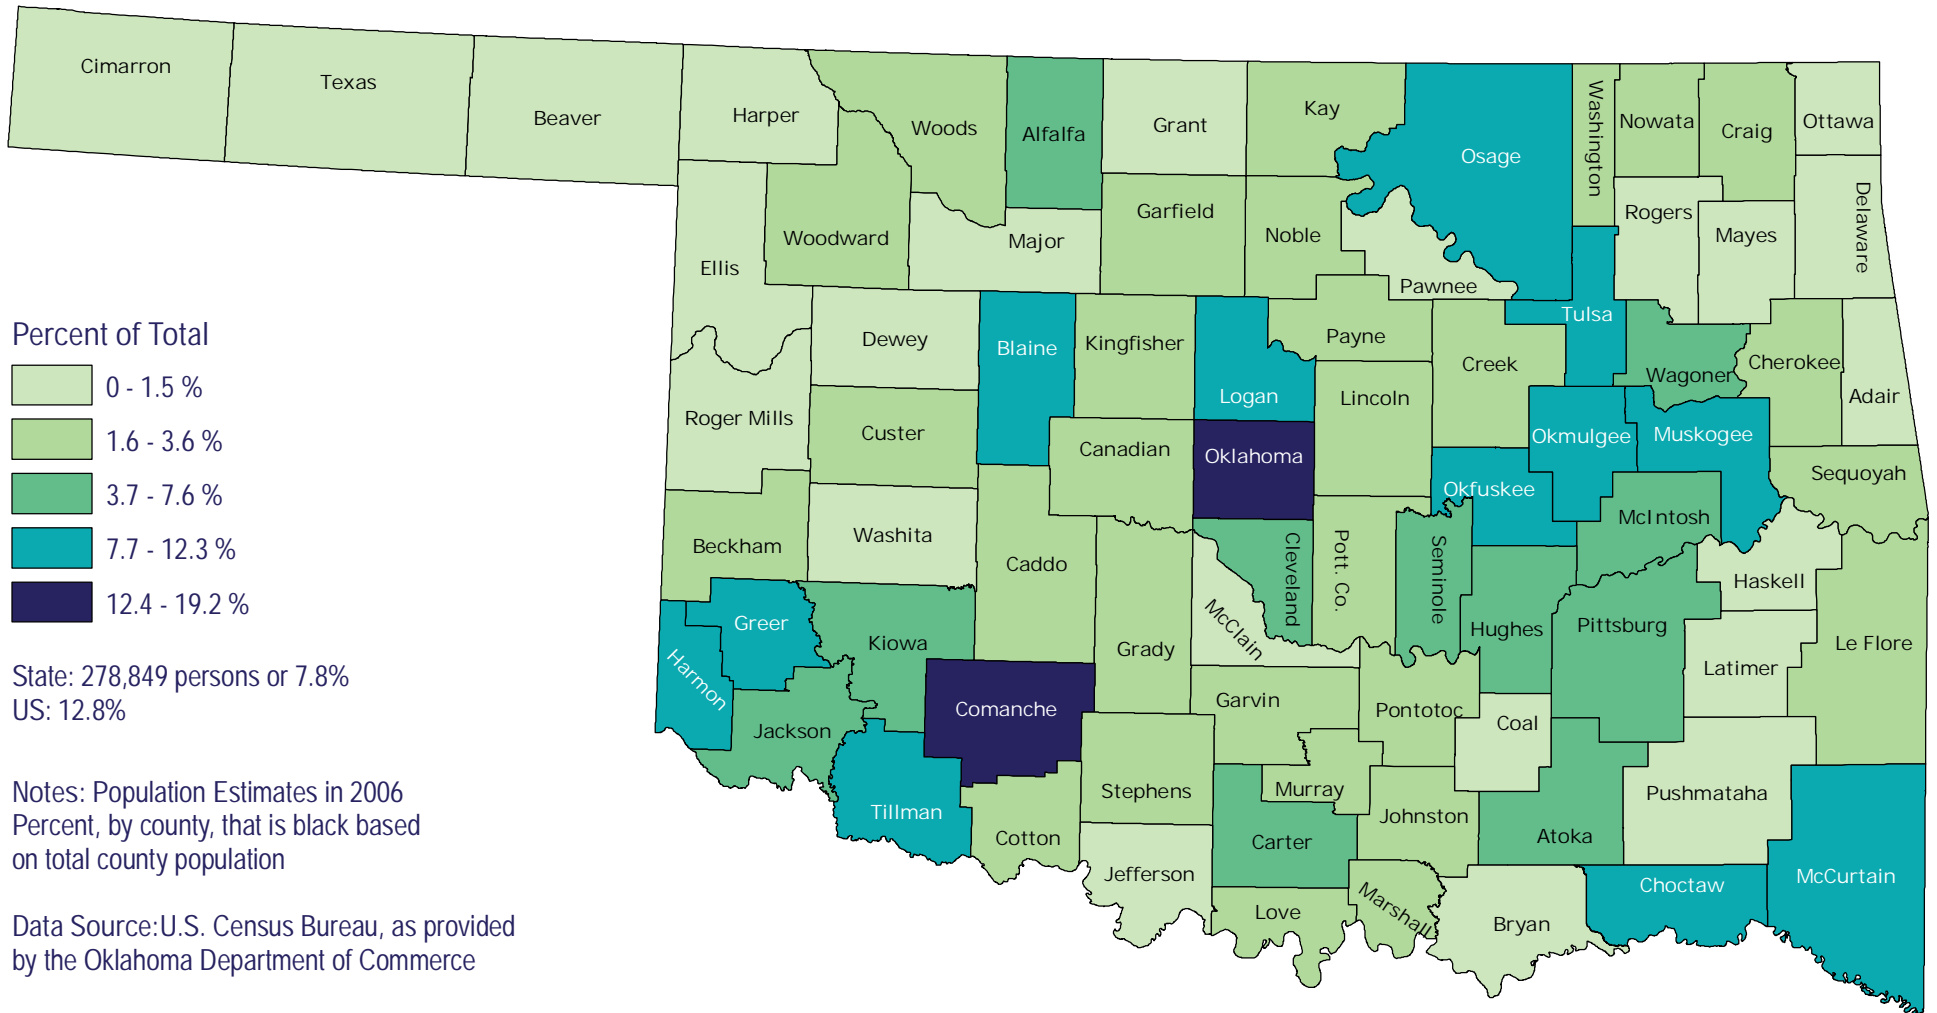 Cimarron
Texas
Beaver
Harper
Woods
Alfalfa
Grant
Kay
Osage
Washington
Nowata
Craig
Ottawa
Delaware
Ellis
Woodward
Major
Garfield
Noble
Pawnee
Rogers
Mayes
Dewey
Blaine
Kingfisher
Logan
Payne
Creek
Tulsa
Wagoner
Cherokee
Adair
Roger Mills
Custer
Canadian
Oklahoma
Lincoln
Okmulgee
Muskogee
Sequoyah
Okfuskee
McIntosh
Beckham
Washita
Caddo
Grady
McClain
Cleveland
Pott. Co.
Seminole
Hughes
Pittsburg
Haskell
Latimer
Le Flore
Harmon
Greer
Kiowa
Jackson
Comanche
Tillman
Cotton
Stephens
Jefferson
Garvin
Murray
Carter
Love
Pontotoc
Johnston
Marshall
Coal
Atoka
Bryan
Pushmataha
Choctaw
McCurtain
Percent of Total
0 - 1.5 %
1.6 - 3.6 %
3.7 - 7.6 %
7.7 - 12.3 %
12.4 - 19.2 %
State: 278,849 persons or 7.8%
US: 12.8%
Notes: Population Estimates in 2006
Percent, by county, that is black based
on total county population
Data Source:U.S. Census Bureau, as provided
by the Oklahoma Department of Commerce